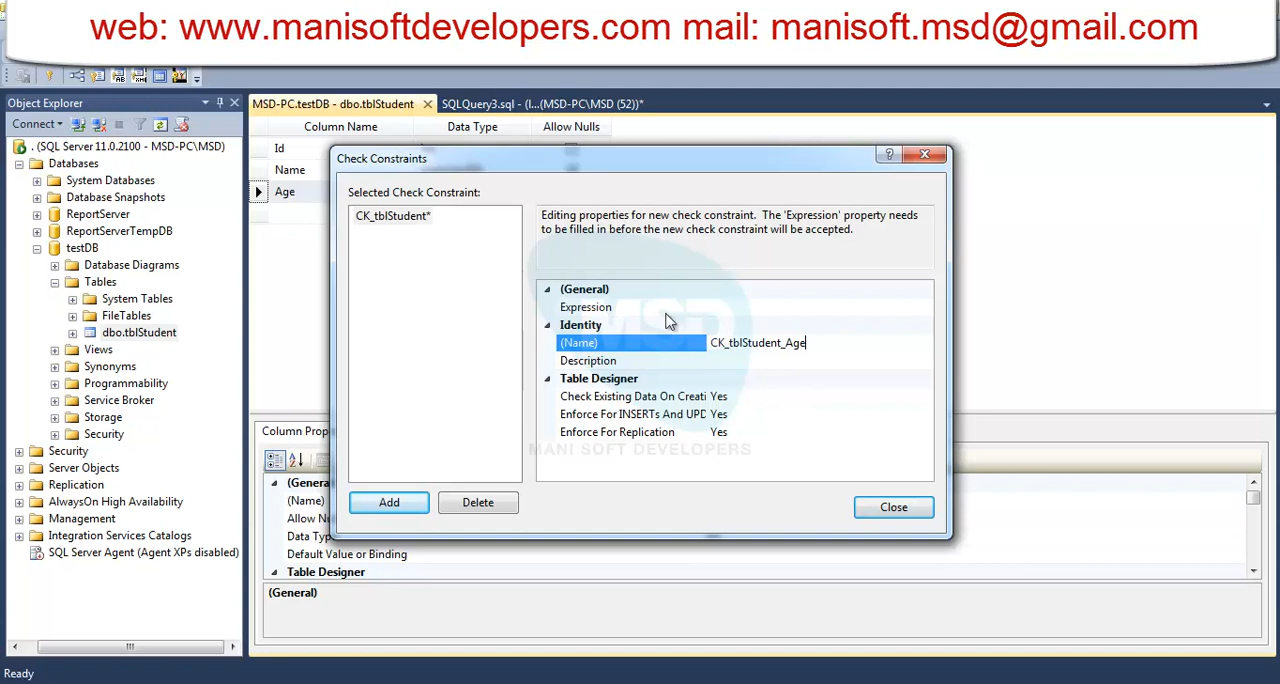 web: www.manisoftdevelopers.com mail: manisoft.msd@gmail.com
Object Explorer
MSD-PC.testDB - dbo.tblStudent
SQLQuery3.sql - (l...(MSD-PC\MSD (52))*
Connect
Column Name Data Type Allow Nulls
. (SQL Server 11.0.2100 - MSD-PC\MSD)
Databases
System Databases
Database Snapshots
ReportServer
ReportServerTempDB
testDB
Database Diagrams
Tables
System Tables
FileTables
dbo.tblStudent
Views
Synonyms
Programmability
Service Broker
Storage
Security
Security
Server Objects
Replication
AlwaysOn High Availability
Management
Integration Services Catalogs
SQL Server Agent (Agent XPs disabled)
Id
Name
Age
Check Constraints
Selected Check Constraint:
CK_tblStudent*
Editing properties for new check constraint. The 'Expression' property needs
to be filled in before the new check constraint will be accepted.
(General)
Expression
Identity
(Name) CK_tblStudent_Age
Description
Table Designer
Check Existing Data On Creati Yes
Enforce For INSERTs And UPD Yes
Enforce For Replication Yes
MSD
MANI SOFT DEVELOPERS
Add
Delete
Close
Column Prop
(General
(Name)
Allow Nu
Data Typ
Default Value or Binding
Table Designer
(General)
Ready